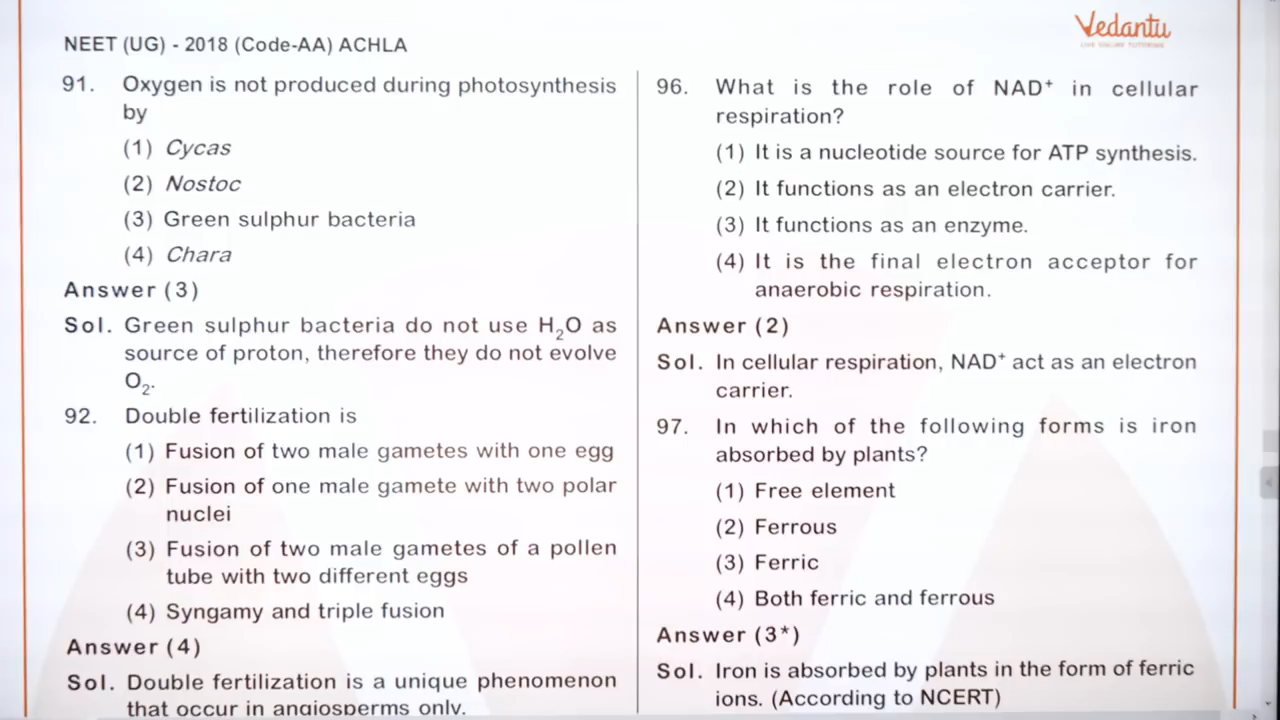 Vedantu
LIVE ONLINE TUTORING
NEET (UG) - 2018 (Code-AA) ACHLA
91. Oxygen is not produced during photosynthesis
by
(1) Cycas
(2) Nostoc
(3) Green sulphur bacteria
(4) Chara
Answer (3)
Sol. Green sulphur bacteria do not use H₂O as
source of proton, therefore they do not evolve
O₂.
92. Double fertilization is
(1) Fusion of two male gametes with one egg
(2) Fusion of one male gamete with two polar
nuclei
(3) Fusion of two male gametes of a pollen
tube with two different eggs
(4) Syngamy and triple fusion
Answer (4)
Sol. Double fertilization is a unique phenomenon
that occur in angiosperms only.
96. What is the role of NAD⁺ in cellular
respiration?
(1) It is a nucleotide source for ATP synthesis.
(2) It functions as an electron carrier.
(3) It functions as an enzyme.
(4) It is the final electron acceptor for
anaerobic respiration.
Answer (2)
Sol. In cellular respiration, NAD⁺ act as an electron
carrier.
97. In which of the following forms is iron
absorbed by plants?
(1) Free element
(2) Ferrous
(3) Ferric
(4) Both ferric and ferrous
Answer (3*)
Sol. Iron is absorbed by plants in the form of ferric
ions. (According to NCERT)